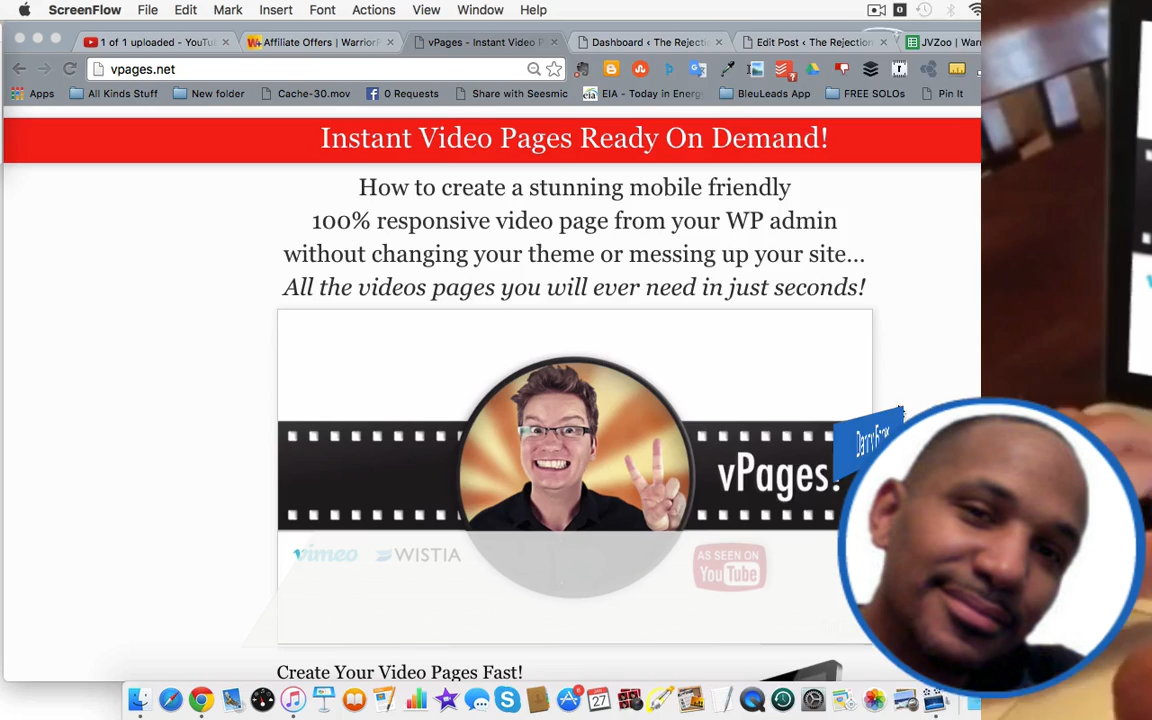 ScreenFlow File Edit Mark Insert Font Actions View Window Help
1 of 1 uploaded - YouTu
Affiliate Offers | WarriorP
vPages - Instant Video P
Dashboard ‹ The Rejecti
Edit Post ‹ The Rejection
JVZoo | Warr
vpages.net
Apps All Kinds Stuff New folder Cache-30.mov 0 Requests Share with Seesmic EIA - Today in Energy BleuLeads App FREE SOLOs Pin It
Instant Video Pages Ready On Demand!
How to create a stunning mobile friendly
100% responsive video page from your WP admin
without changing your theme or messing up your site...
All the videos pages you will ever need in just seconds!
vPages!
vimeo WISTIA
AS SEEN ON
YouTube
Create Your Video Pages Fast!
27